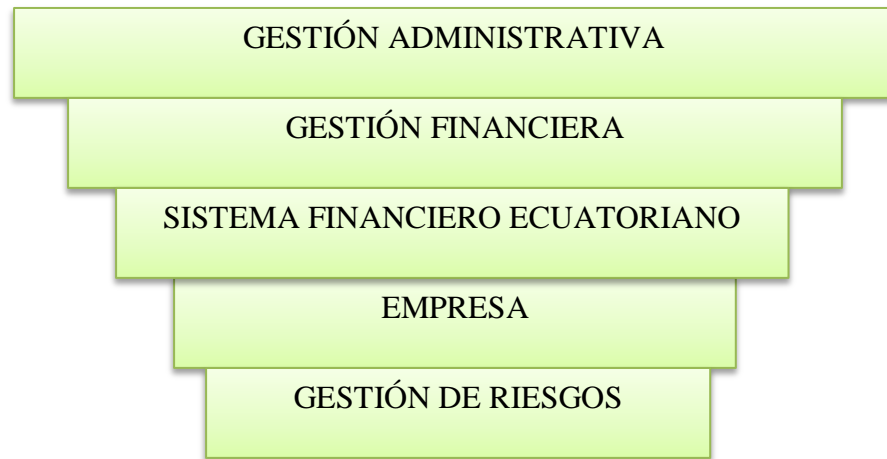 GESTIÓN ADMINISTRATIVA
GESTIÓN FINANCIERA
SISTEMA FINANCIERO ECUATORIANO
EMPRESA
GESTIÓN DE RIESGOS